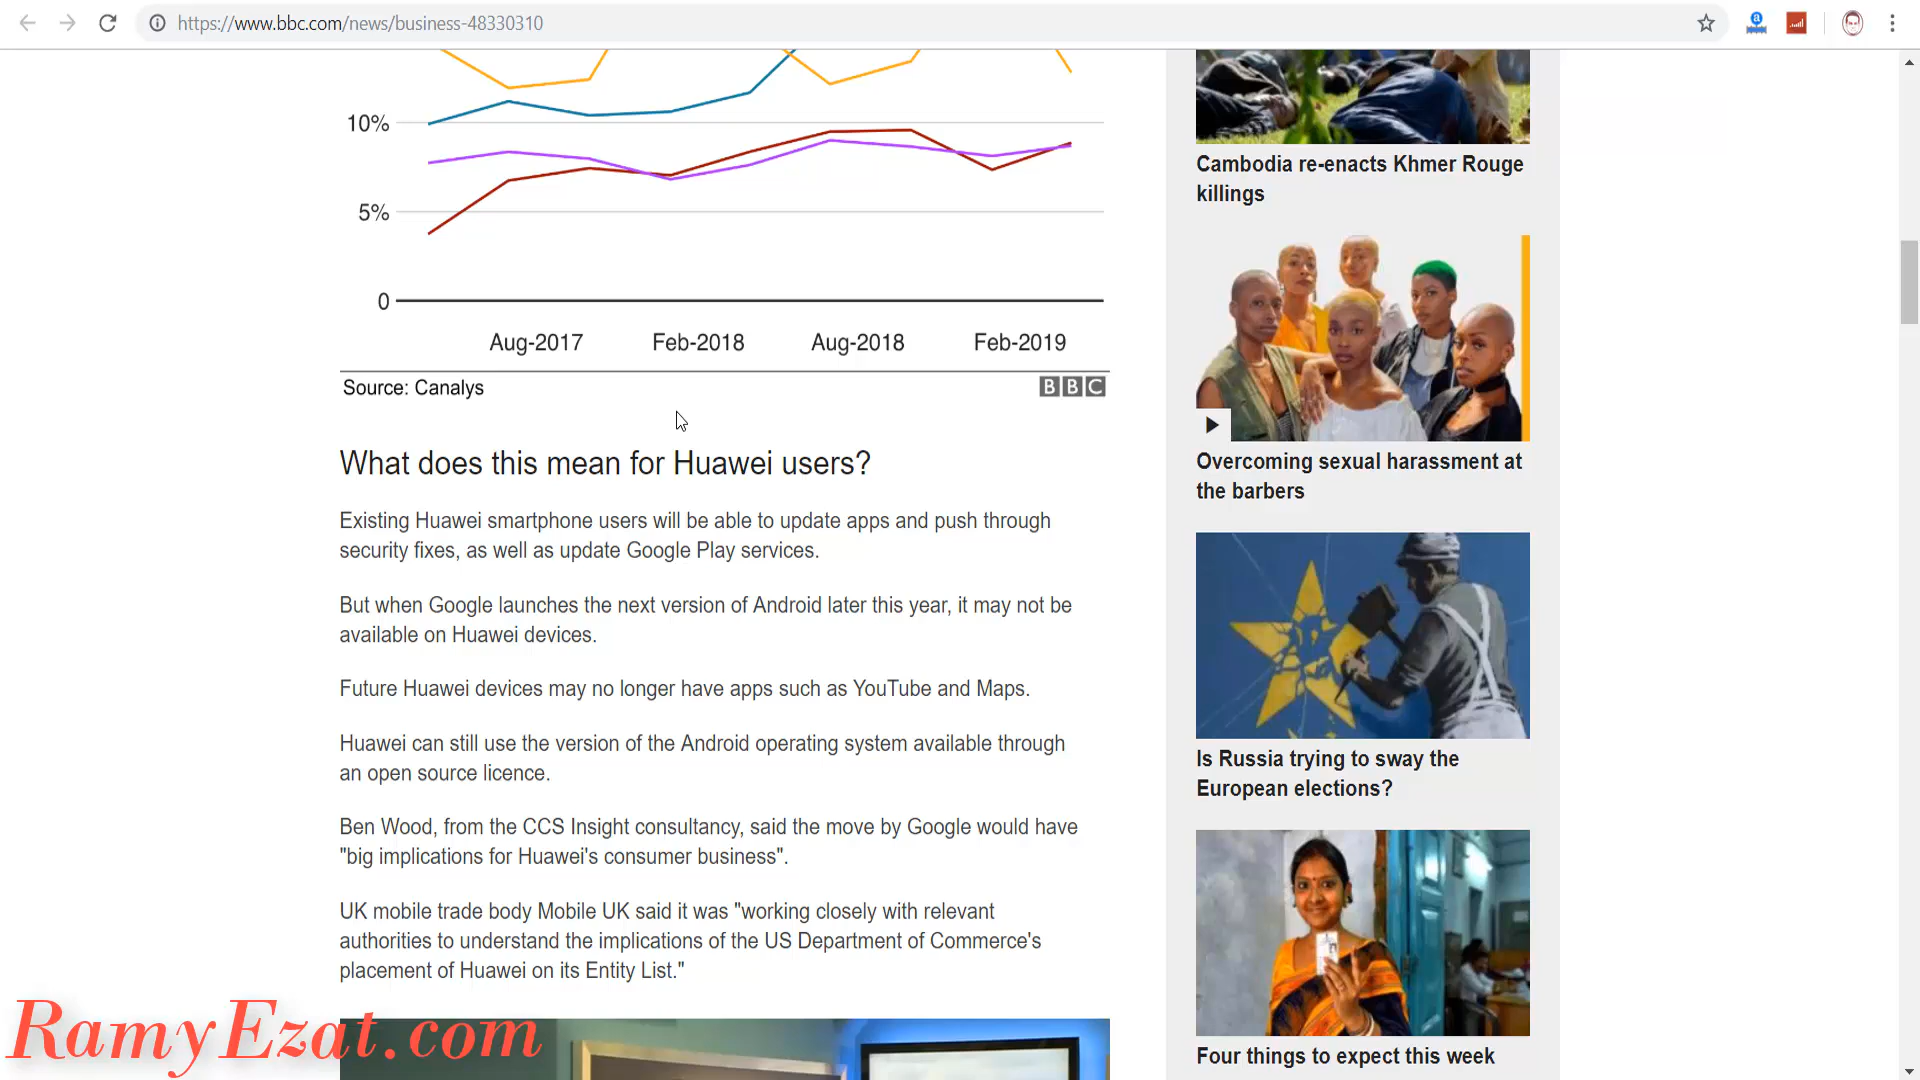 https://www.bbc.com/news/business-48330310
10%
5%
0
Aug-2017 Feb-2018 Aug-2018 Feb-2019
Source: Canalys
BBC
What does this mean for Huawei users?
Existing Huawei smartphone users will be able to update apps and push through
security fixes, as well as update Google Play services.
But when Google launches the next version of Android later this year, it may not be
available on Huawei devices.
Future Huawei devices may no longer have apps such as YouTube and Maps.
Huawei can still use the version of the Android operating system available through
an open source licence.
Ben Wood, from the CCS Insight consultancy, said the move by Google would have
"big implications for Huawei's consumer business".
UK mobile trade body Mobile UK said it was "working closely with relevant
authorities to understand the implications of the US Department of Commerce's
placement of Huawei on its Entity List."
RamyEzat.com
Cambodia re-enacts Khmer Rouge
killings
Overcoming sexual harassment at
the barbers
Is Russia trying to sway the
European elections?
Four things to expect this week